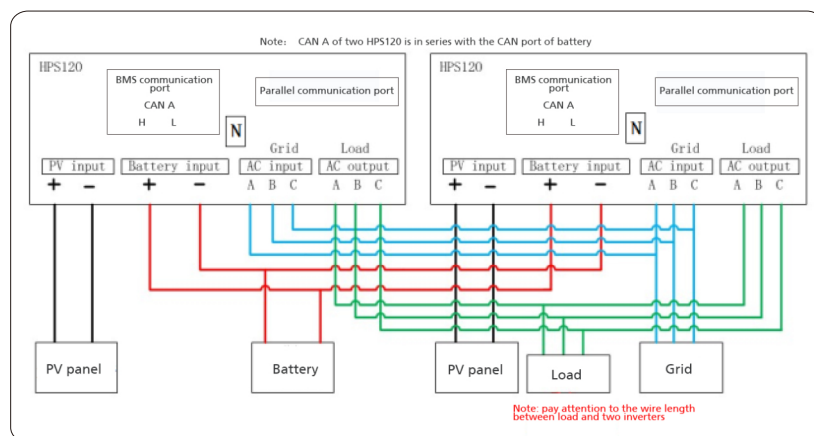 Note: CAN A of two HPS120 is in series with the CAN port of battery
HPS120
BMS communication
port
CAN A
H L
Parallel communication port
N
Grid
Load
PV input
Battery input
AC input
AC output
+ − + − A B C A B C
HPS120
BMS communication
port
CAN A
H L
Parallel communication port
N
Grid
Load
PV input
Battery input
AC input
AC output
+ − + − A B C A B C
PV panel
Battery
PV panel
Load
Grid
Note: pay attention to the wire length
between load and two inverters